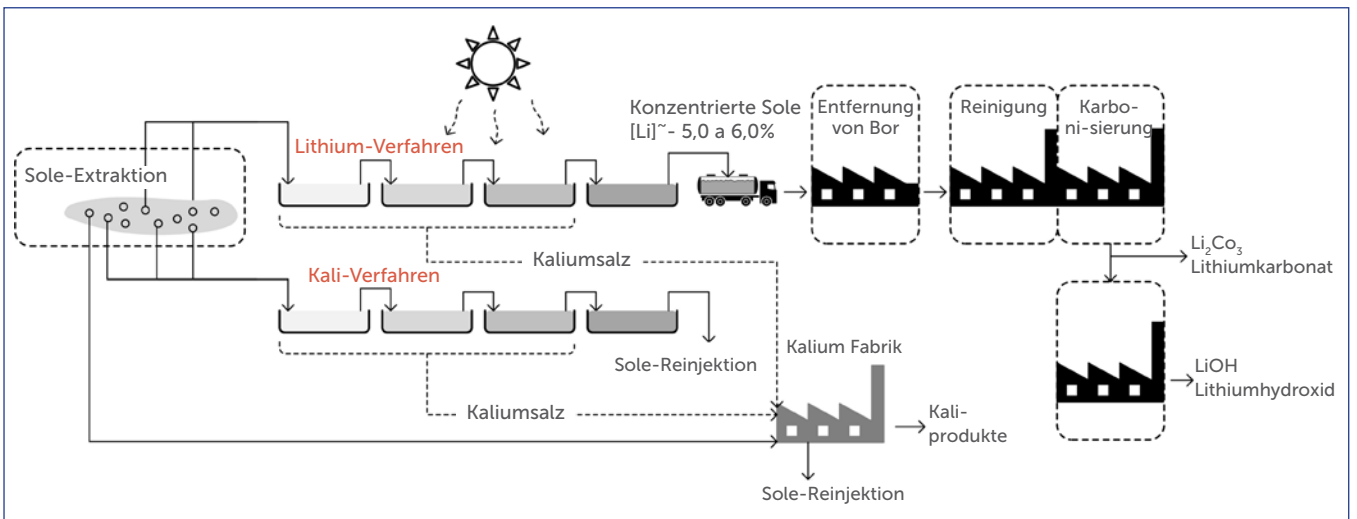 Sole-Extraktion
Lithium-Verfahren
Konzentrierte Sole
[Li]~- 5,0 a 6,0%
Entfernung
von Bor
Reinigung
Karbo-
ni-sierung
Li₂Co₃
Lithiumkarbonat
Kaliumsalz
Kali-Verfahren
Sole-Reinjektion
Kalium Fabrik
LiOH
Lithiumhydroxid
Kaliumsalz
Kali-
produkte
Sole-Reinjektion